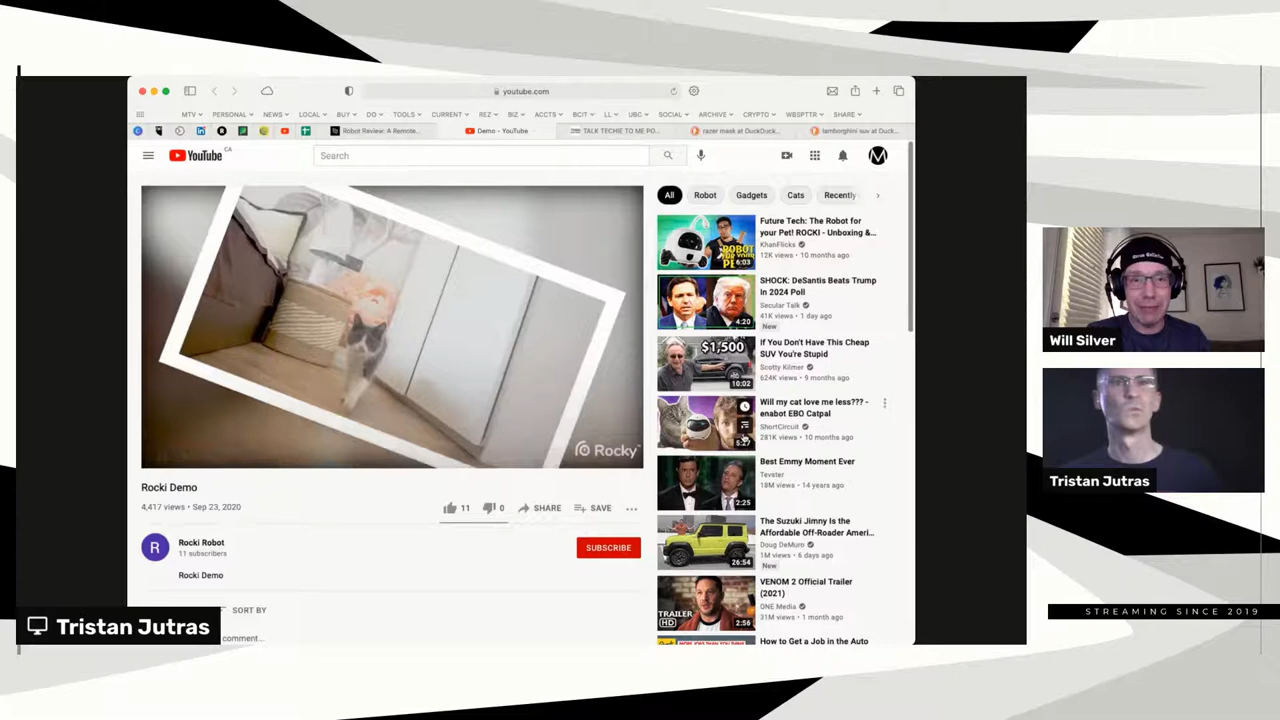 youtube.com
MTV PERSONAL NEWS LOCAL BUY DO TOOLS CURRENT REZ BIZ ACCTS BCIT LL UBC SOCIAL ARCHIVE CRYPTO WBSPTTR SHARE
Robot Review: A Remote...
Demo - YouTube
TALK TECHIE TO ME PO...
razer mask at DuckDuck...
lamborghini suv at Duck...
YouTube CA
Search
M
All
Robot
Gadgets
Cats
Recently
Rocky
Rocki Demo
4,417 views • Sep 23, 2020
11
0
SHARE
SAVE
R
Rocki Robot
11 subscribers
SUBSCRIBE
Rocki Demo
SORT BY
comment...
Future Tech: The Robot for
your Pet! ROCKI - Unboxing &...
KhanFlicks
12K views • 10 months ago
6:03
SHOCK: DeSantis Beats Trump
In 2024 Poll
Secular Talk
41K views • 1 day ago
New
4:20
$1,500
If You Don't Have This Cheap
SUV You're Stupid
Scotty Kilmer
624K views • 9 months ago
10:02
Will my cat love me less??? -
enabot EBO Catpal
ShortCircuit
281K views • 10 months ago
5:27
Best Emmy Moment Ever
Tevster
18M views • 14 years ago
2:25
The Suzuki Jimny Is the
Affordable Off-Roader Ameri...
Doug DeMuro
1M views • 6 days ago
New
26:54
TRAILER
HD
VENOM 2 Official Trailer
(2021)
ONE Media
31M views • 1 month ago
2:56
How to Get a Job in the Auto
Will Silver
Tristan Jutras
STREAMING SINCE 2019
Tristan Jutras